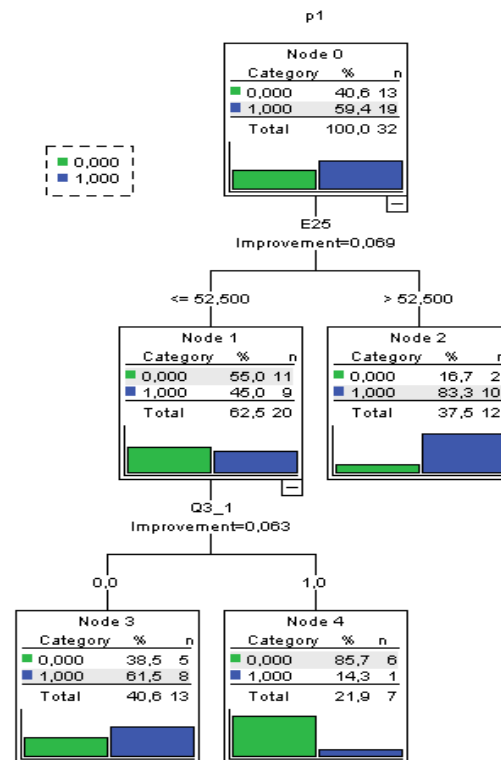 p1
Node 0
Category % n
0,000 40,6 13
1,000 59,4 19
Total 100,0 32
0,000
1,000
E25
Improvement=0,069
<= 52,500
> 52,500
Node 1
Category % n
0,000 55,0 11
1,000 45,0 9
Total 62,5 20
Node 2
Category % n
0,000 16,7 2
1,000 83,3 10
Total 37,5 12
Q3_1
Improvement=0,063
0,0
1,0
Node 3
Category % n
0,000 38,5 5
1,000 61,5 8
Total 40,6 13
Node 4
Category % n
0,000 85,7 6
1,000 14,3 1
Total 21,9 7